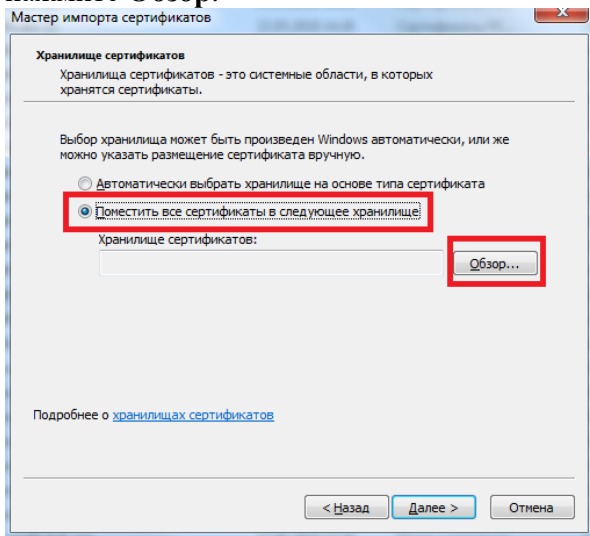 нажмите Обзор.
Мастер импорта сертификатов
Хранилище сертификатов
Хранилища сертификатов - это системные области, в которых
хранятся сертификаты.
Выбор хранилища может быть произведен Windows автоматически, или же
можно указать размещение сертификата вручную.
Автоматически выбрать хранилище на основе типа сертификата
Поместить все сертификаты в следующее хранилище
Хранилище сертификатов:
Обзор...
Подробнее о хранилищах сертификатов
< Назад Далее > Отмена